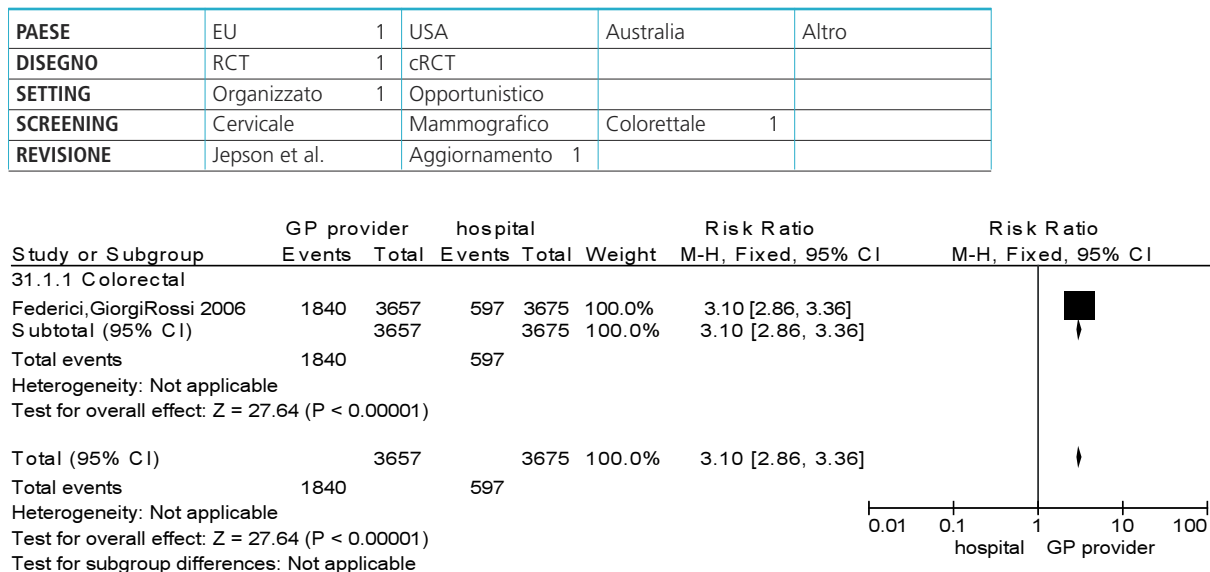 PAESE EU 1 USA Australia Altro
DISEGNO RCT 1 cRCT
SETTING Organizzato 1 Opportunistico
SCREENING Cervicale Mammografico Colorettale 1
REVISIONE Jepson et al. Aggiornamento 1
GP provider hospital Risk Ratio Risk Ratio
Study or Subgroup Events Total Events Total Weight M-H, Fixed, 95% CI M-H, Fixed, 95% CI
31.1.1 Colorectal
Federici,GiorgiRossi 2006 1840 3657 597 3675 100.0% 3.10 [2.86, 3.36]
Subtotal (95% CI) 3657 3675 100.0% 3.10 [2.86, 3.36]
Total events 1840 597
Heterogeneity: Not applicable
Test for overall effect: Z = 27.64 (P < 0.00001)
Total (95% CI) 3657 3675 100.0% 3.10 [2.86, 3.36]
Total events 1840 597
Heterogeneity: Not applicable
Test for overall effect: Z = 27.64 (P < 0.00001)
Test for subgroup differences: Not applicable
0.01 0.1 1 10 100
hospital GP provider